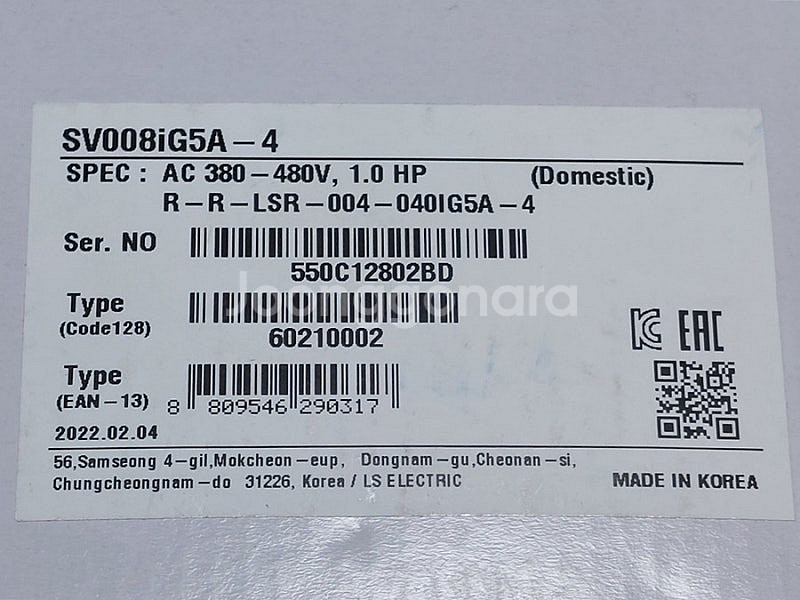 SV008iG5A-4
SPEC : AC 380-480V, 1.0 HP (Domestic)
R-R-LSR-004-040IG5A-4
Ser. NO
550C12802BD
Type
(Code128)
60210002
Joonggonara
Type
(EAN-13)
8 809546 290317
EAC
2022.02.04
56,Samseong 4-gil,Mokcheon-eup, Dongnam-gu,Cheonan-si,
Chungcheongnam-do 31226, Korea / LS ELECTRIC
MADE IN KOREA